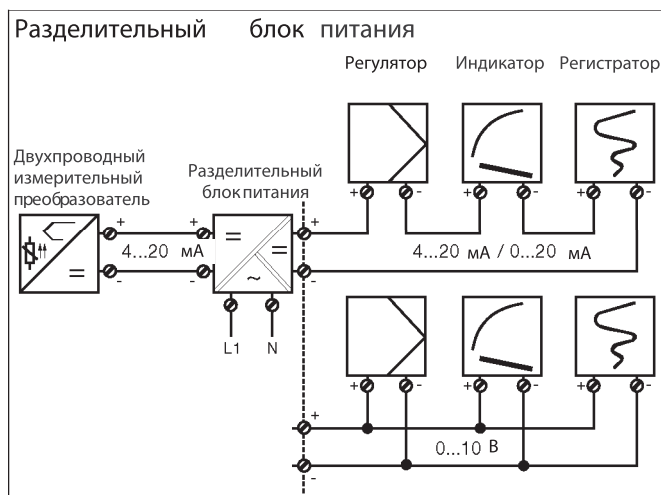 Разделительный блок питания
Регулятор Индикатор Регистратор
Двухпроводный
измерительный
преобразователь
Разделительный
блок питания
+ - + - + -
+ + +
4...20 мА
4...20 мА / 0...20 мА
- - -
L1 N
+ - + - + -
+
0...10 В
-